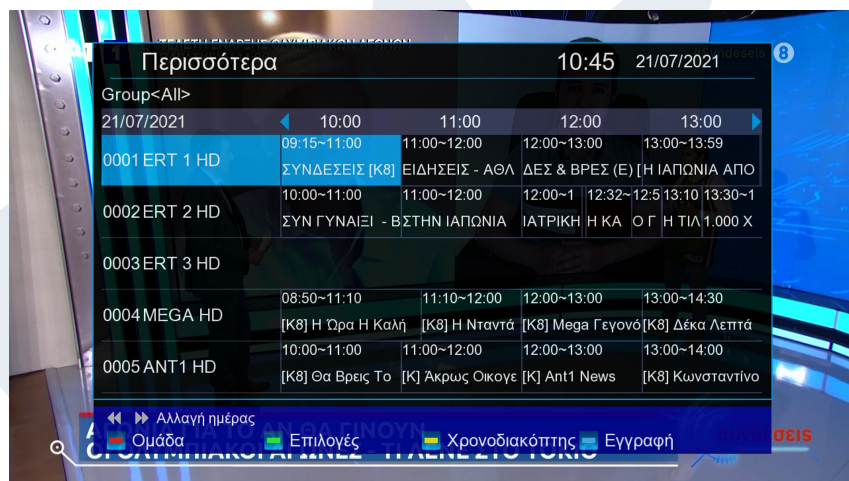 Περισσότερα 10:45 21/07/2021
8
Group<All>
21/07/2021 10:00 11:00 12:00 13:00
0001 ERT 1 HD
09:15~11:00 11:00~12:00 12:00~13:00 13:00~13:59
ΣΥΝΔΕΣΕΙΣ [K8] ΕΙΔΗΣΕΙΣ - ΑΘΛ ΔΕΣ & ΒΡΕΣ (Ε) [ Η ΙΑΠΩΝΙΑ ΑΠΟ
0002 ERT 2 HD
10:00~11:00 11:00~12:00 12:00~1 12:32~ 12:5 13:10 13:30~1
ΣΥΝ ΓΥΝΑΙΞΙ - Β ΣΤΗΝ ΙΑΠΩΝΙΑ ΙΑΤΡΙΚΗ Η ΚΑ Ο Γ Η ΤΙΛ 1.000 Χ
0003 ERT 3 HD
0004 MEGA HD
08:50~11:10 11:10~12:00 12:00~13:00 13:00~14:30
[K8] Η Ώρα Η Καλή [K8] Η Νταντά [K8] Mega Γεγονό [K8] Δέκα Λεπτά
0005 ANT1 HD
10:00~11:00 11:00~12:00 12:00~13:00 13:00~14:00
[K8] Θα Βρεις Το [K] Άκρως Οικογε [K] Ant1 News [K8] Κωνσταντίνο
Αλλαγή ημέρας
Ομάδα Επιλογές Χρονοδιακόπτης Εγγραφή